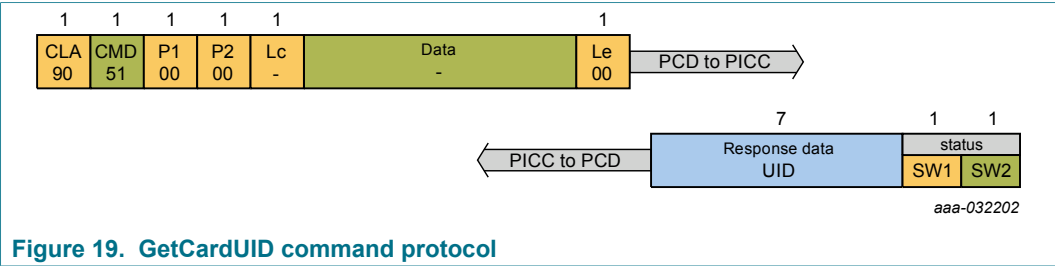 1 1 1 1 1 1
CLA CMD P1 P2 Lc Data Le
90 51 00 00 - - 00
PCD to PICC
7 1 1
PICC to PCD
Response data
UID
status
SW1 SW2
aaa-032202
Figure 19. GetCardUID command protocol